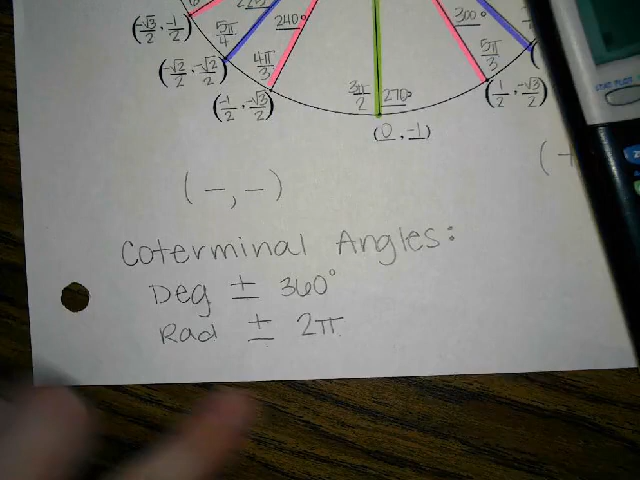 240°
300°
5π/4
(-√3/2, -1/2)
(-√2/2, -√2/2)
4π/3
5π/3
(-1/2, -√3/2)
3π/2 270°
(1/2, -√3/2)
(0, -1)
(-, -)
Coterminal Angles:
Deg ± 360°
Rad ± 2π